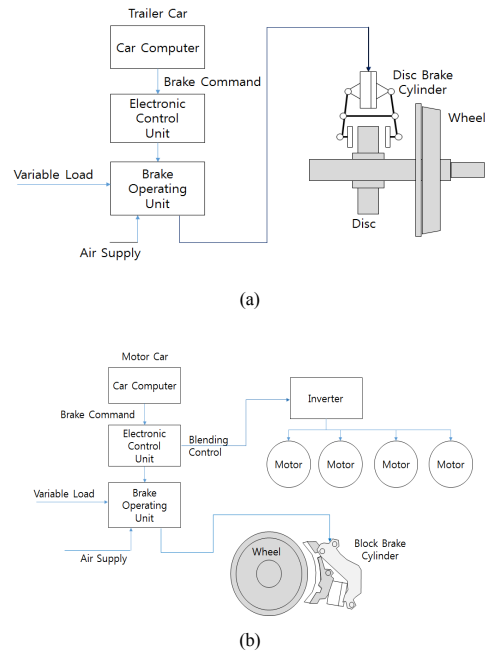 Trailer Car
Car Computer
Brake Command
Electronic
Control
Unit
Variable Load
Brake
Operating
Unit
Air Supply
Disc Brake
Cylinder
Wheel
Disc
(a)
Motor Car
Car Computer
Brake Command
Electronic
Control
Unit
Blending
Control
Inverter
Motor
Motor
Motor
Motor
Variable Load
Brake
Operating
Unit
Air Supply
Wheel
Block Brake
Cylinder
(b)